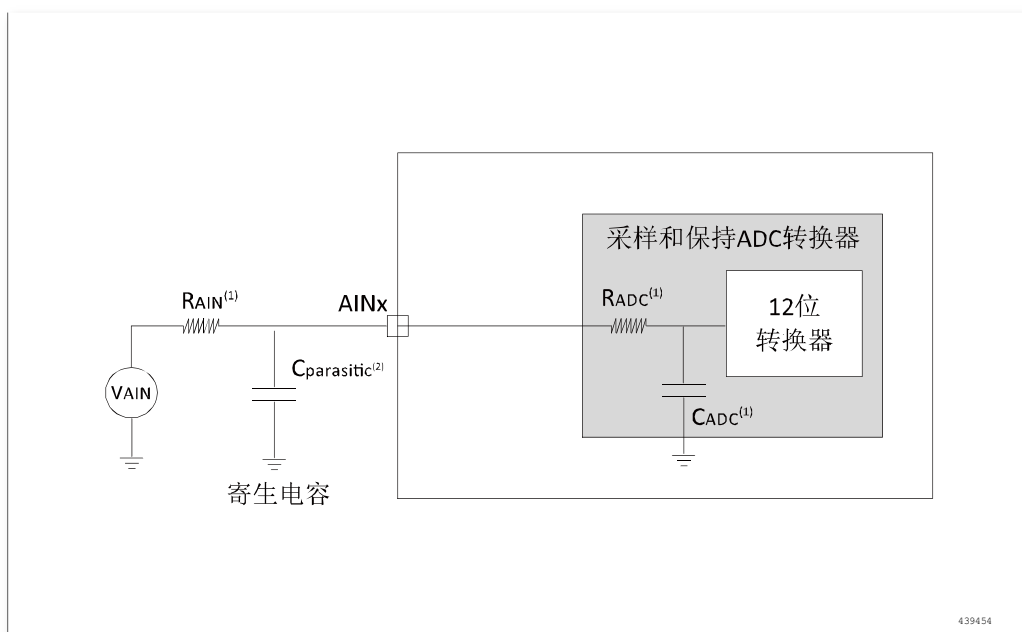 采样和保持ADC转换器
RAIN(1)
AINx
RADC(1)
12位
转换器
Cparasitic(2)
VAIN
CADC(1)
寄生电容
439454